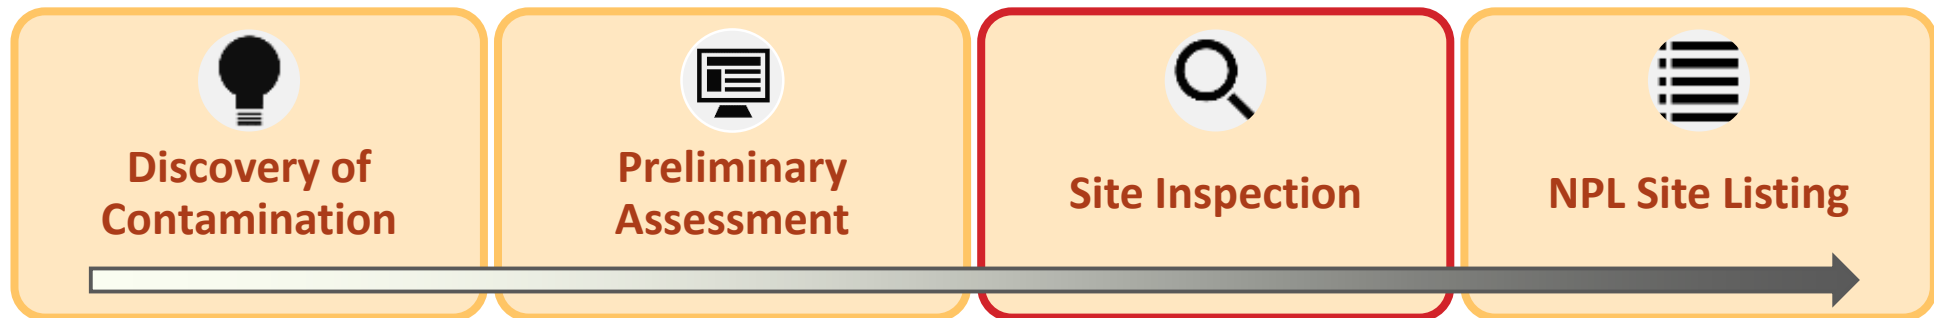 Discovery of
Contamination
Preliminary
Assessment
Site Inspection
NPL Site Listing